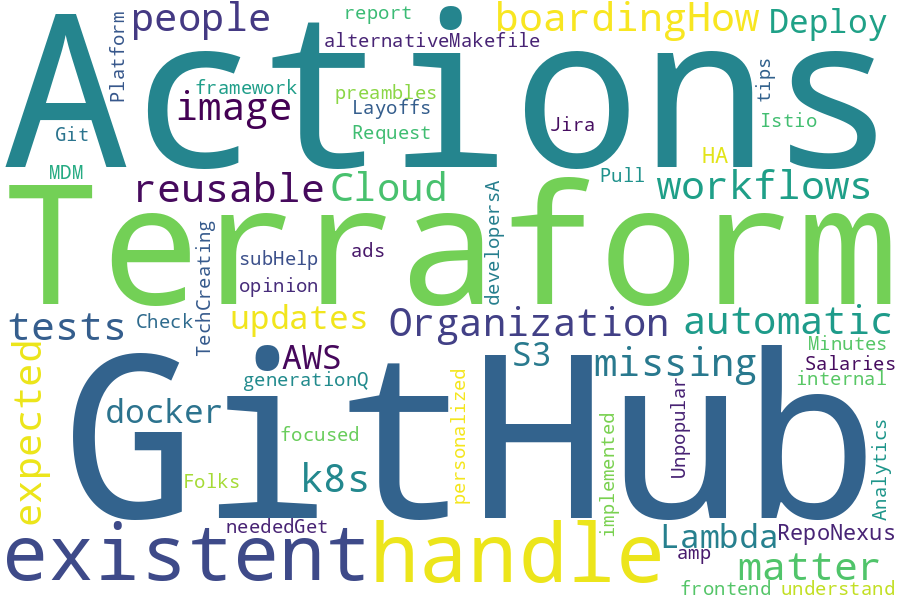 people
report
boardingHow
Deploy
alternativeMakefile
Platform
Actions
framework
image
preambles
Layoffs
Request
Git
Jira
tips
Istio
HA
MDM
reusable
Cloud
Pull
workflows
Terraform
developersA
TechCreating
subHelp
ads
opinion
tests
Check
updates
Organization
automatic
Minutes
AWS
S3
missing
Salaries
generationQ
internal
expected
GitHub
docker
focused
personalized
Unpopular
implemented
Analytics
k8s
Folks
neededGet
existent
handle
Lambda
RepoNexus
amp
matter
frontend
understand